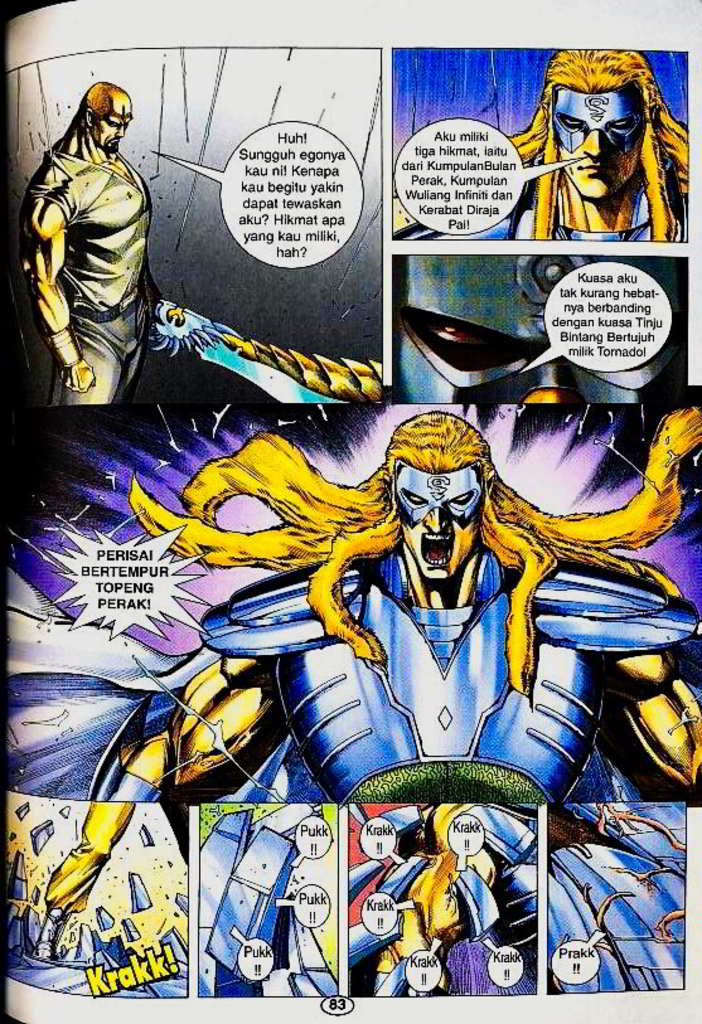 Huh!
Sungguh egonya
kau ni! Kenapa
kau begitu yakin
dapat tewaskan
aku? Hikmat apa
yang kau miliki,
hah?
Aku miliki
tiga hikmat, iaitu
dari KumpulanBulan
Perak, Kumpulan
Wuliang Infiniti dan
Kerabat Diraja
Pai!
Kuasa aku
tak kurang hebat-
nya berbanding
dengan kuasa Tinju
Bintang Bertujuh
milik Tornado!
PERISAI
BERTEMPUR
TOPENG
PERAK!
Krakk!
Pukk
!!
Pukk
!!
Pukk
!!
Krakk
!!
Krakk
!!
Krakk
!!
Krakk
!!
Krakk
!!
Prakk
!!
83